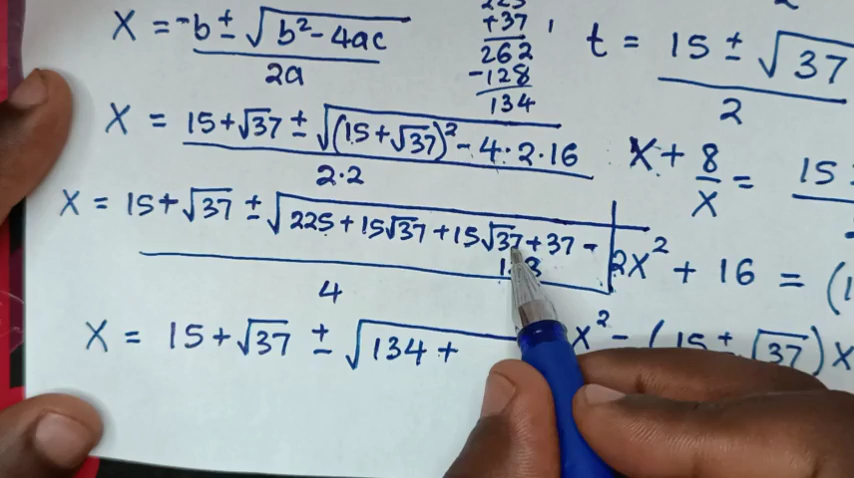 X = -b ± √(b² - 4ac)
2a
225
+37
262
-128
134
t = 15 ± √37
2
X = 15 + √37 ± √((15 + √37)² - 4·2·16)
2·2
X + 8/X = 15
X = 15 + √37 ± √(225 + 15√37 + 15√37 + 37 -
4
2X² + 16 = (1
X = 15 + √37 ± √(134 +
X² - (15 ± √37)X